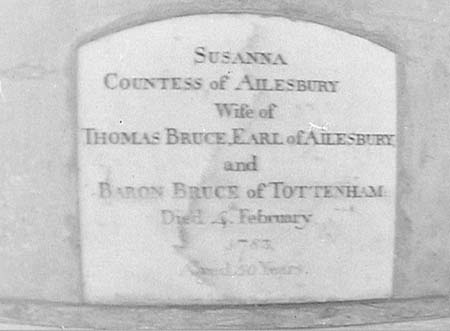 SUSANNA
COUNTESS of AILESBURY
Wife of
THOMAS BRUCE, EARL of AILESBURY
and
BARON BRUCE of TOTTENHAM
Died 4. February
1783.
Aged 50 Years.